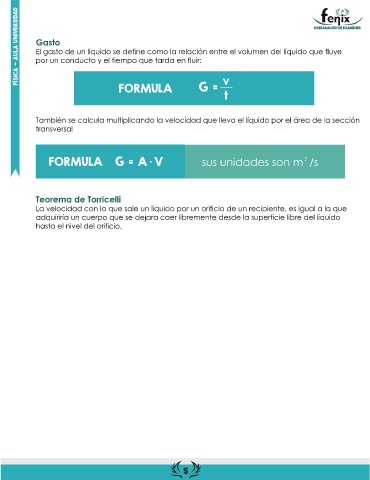 FÍSICA – AULA UNIVERSIDAD
fenix
PREPARACIÓN DE EXÁMENES
Gasto
El gasto de un líquido se define como la relación entre el volumen del líquido que fluye
por un conducto y el tiempo que tarda en fluir:
FORMULA G = v/t
También se calcula multiplicando la velocidad que lleva el líquido por el área de la sección
transversal
FORMULA G = A · V sus unidades son m³/s
Teorema de Torricelli
La velocidad con la que sale un líquido por un orificio de un recipiente, es igual a la que
adquiriría un cuerpo que se dejara caer libremente desde la superficie libre del líquido
hasta el nivel del orificio.
5